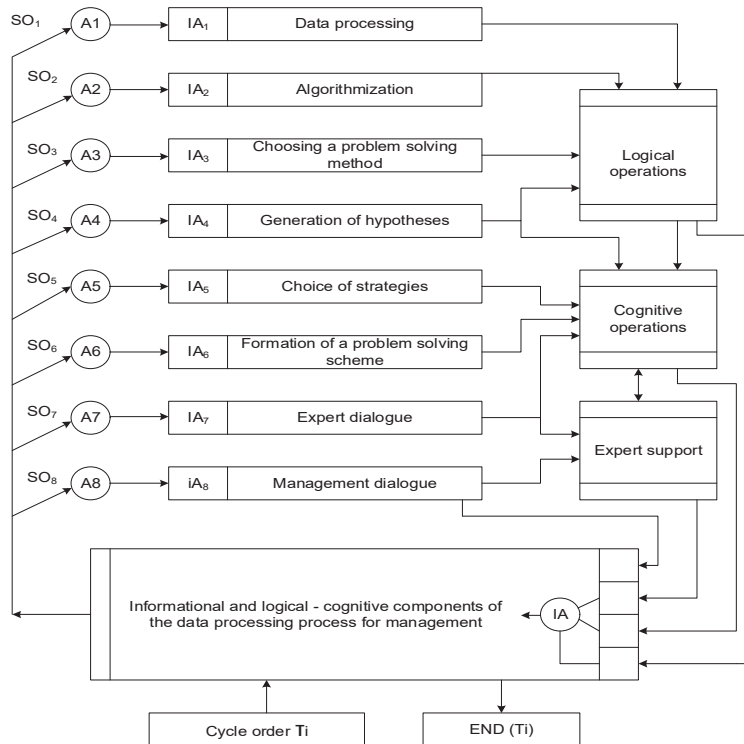 SO₁ A1 IA₁ Data processing
SO₂ A2 IA₂ Algorithmization
SO₃ A3 IA₃ Choosing a problem solving
method
Logical
operations
SO₄ A4 IA₄ Generation of hypotheses
SO₅ A5 IA₅ Choice of strategies
Cognitive
operations
SO₆ A6 IA₆ Formation of a problem solving
scheme
SO₇ A7 IA₇ Expert dialogue
Expert support
SO₈ A8 iA₈ Management dialogue
Informational and logical - cognitive components of
the data processing process for management
IA
Cycle order Ti
END (Ti)